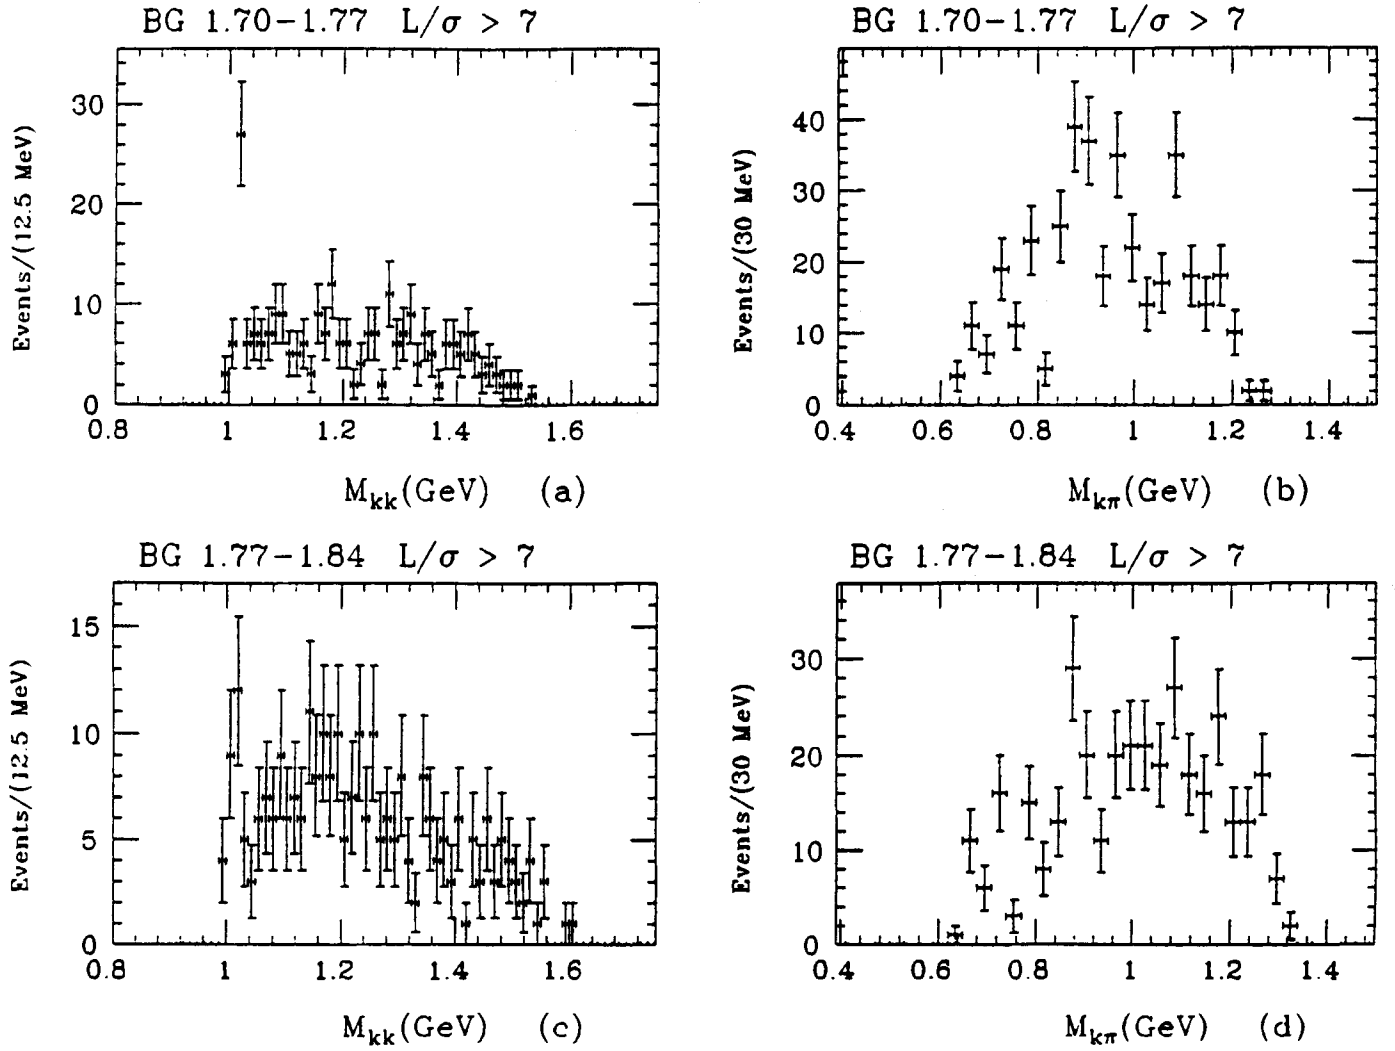 BG 1.70-1.77 L/σ > 7
Events/(12.5 MeV)
30
20
10
0
0.8 1 1.2 1.4 1.6
M_kk(GeV) (a)
BG 1.70-1.77 L/σ > 7
Events/(30 MeV)
40
30
20
10
0
0.4 0.6 0.8 1 1.2 1.4
M_kπ(GeV) (b)
BG 1.77-1.84 L/σ > 7
Events/(12.5 MeV)
15
10
5
0
0.8 1 1.2 1.4 1.6
M_kk(GeV) (c)
BG 1.77-1.84 L/σ > 7
Events/(30 MeV)
30
20
10
0
0.4 0.6 0.8 1 1.2 1.4
M_kπ(GeV) (d)